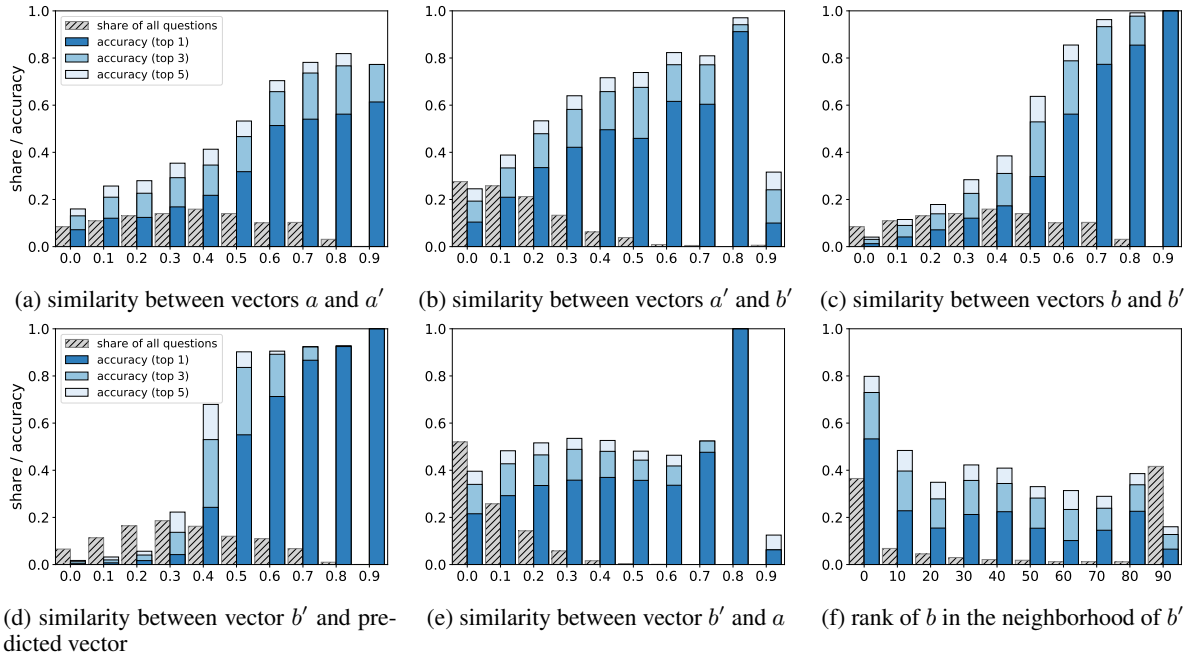 share / accuracy
1.0
0.8
0.6
0.4
0.2
0.0
share of all questions
accuracy (top 1)
accuracy (top 3)
accuracy (top 5)
0.0 0.1 0.2 0.3 0.4 0.5 0.6 0.7 0.8 0.9
(a) similarity between vectors a and a′
1.0
0.8
0.6
0.4
0.2
0.0
0.0 0.1 0.2 0.3 0.4 0.5 0.6 0.7 0.8 0.9
(b) similarity between vectors a′ and b′
1.0
0.8
0.6
0.4
0.2
0.0
0.0 0.1 0.2 0.3 0.4 0.5 0.6 0.7 0.8 0.9
(c) similarity between vectors b and b′
share / accuracy
1.0
0.8
0.6
0.4
0.2
0.0
share of all questions
accuracy (top 1)
accuracy (top 3)
accuracy (top 5)
0.0 0.1 0.2 0.3 0.4 0.5 0.6 0.7 0.8 0.9
(d) similarity between vector b′ and pre-
dicted vector
1.0
0.8
0.6
0.4
0.2
0.0
0.0 0.1 0.2 0.3 0.4 0.5 0.6 0.7 0.8 0.9
(e) similarity between vector b′ and a
1.0
0.8
0.6
0.4
0.2
0.0
0 10 20 30 40 50 60 70 80 90
(f) rank of b in the neighborhood of b′